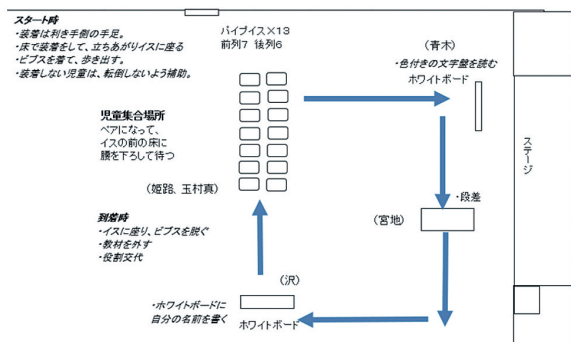 スタート時
・装着は利き手側の手足。
・床で装着をして、立ちあがりイスに座る
・ビブスを着て、歩き出す。
・装着しない児童は、転倒しないよう補助。
パイプイス×13
前列7 後列6
（青木）
・色付きの文字盤を読む
ホワイトボード
児童集合場所
ペアになって、
イスの前の床に
腰を下ろして待つ
ステージ
・段差
（姫路、玉村真）
（宮地）
到着時
・イスに座り、ビブスを脱ぐ
・教材を外す
・役割交代
（沢）
・ホワイトボードに
自分の名前を書く
ホワイトボード